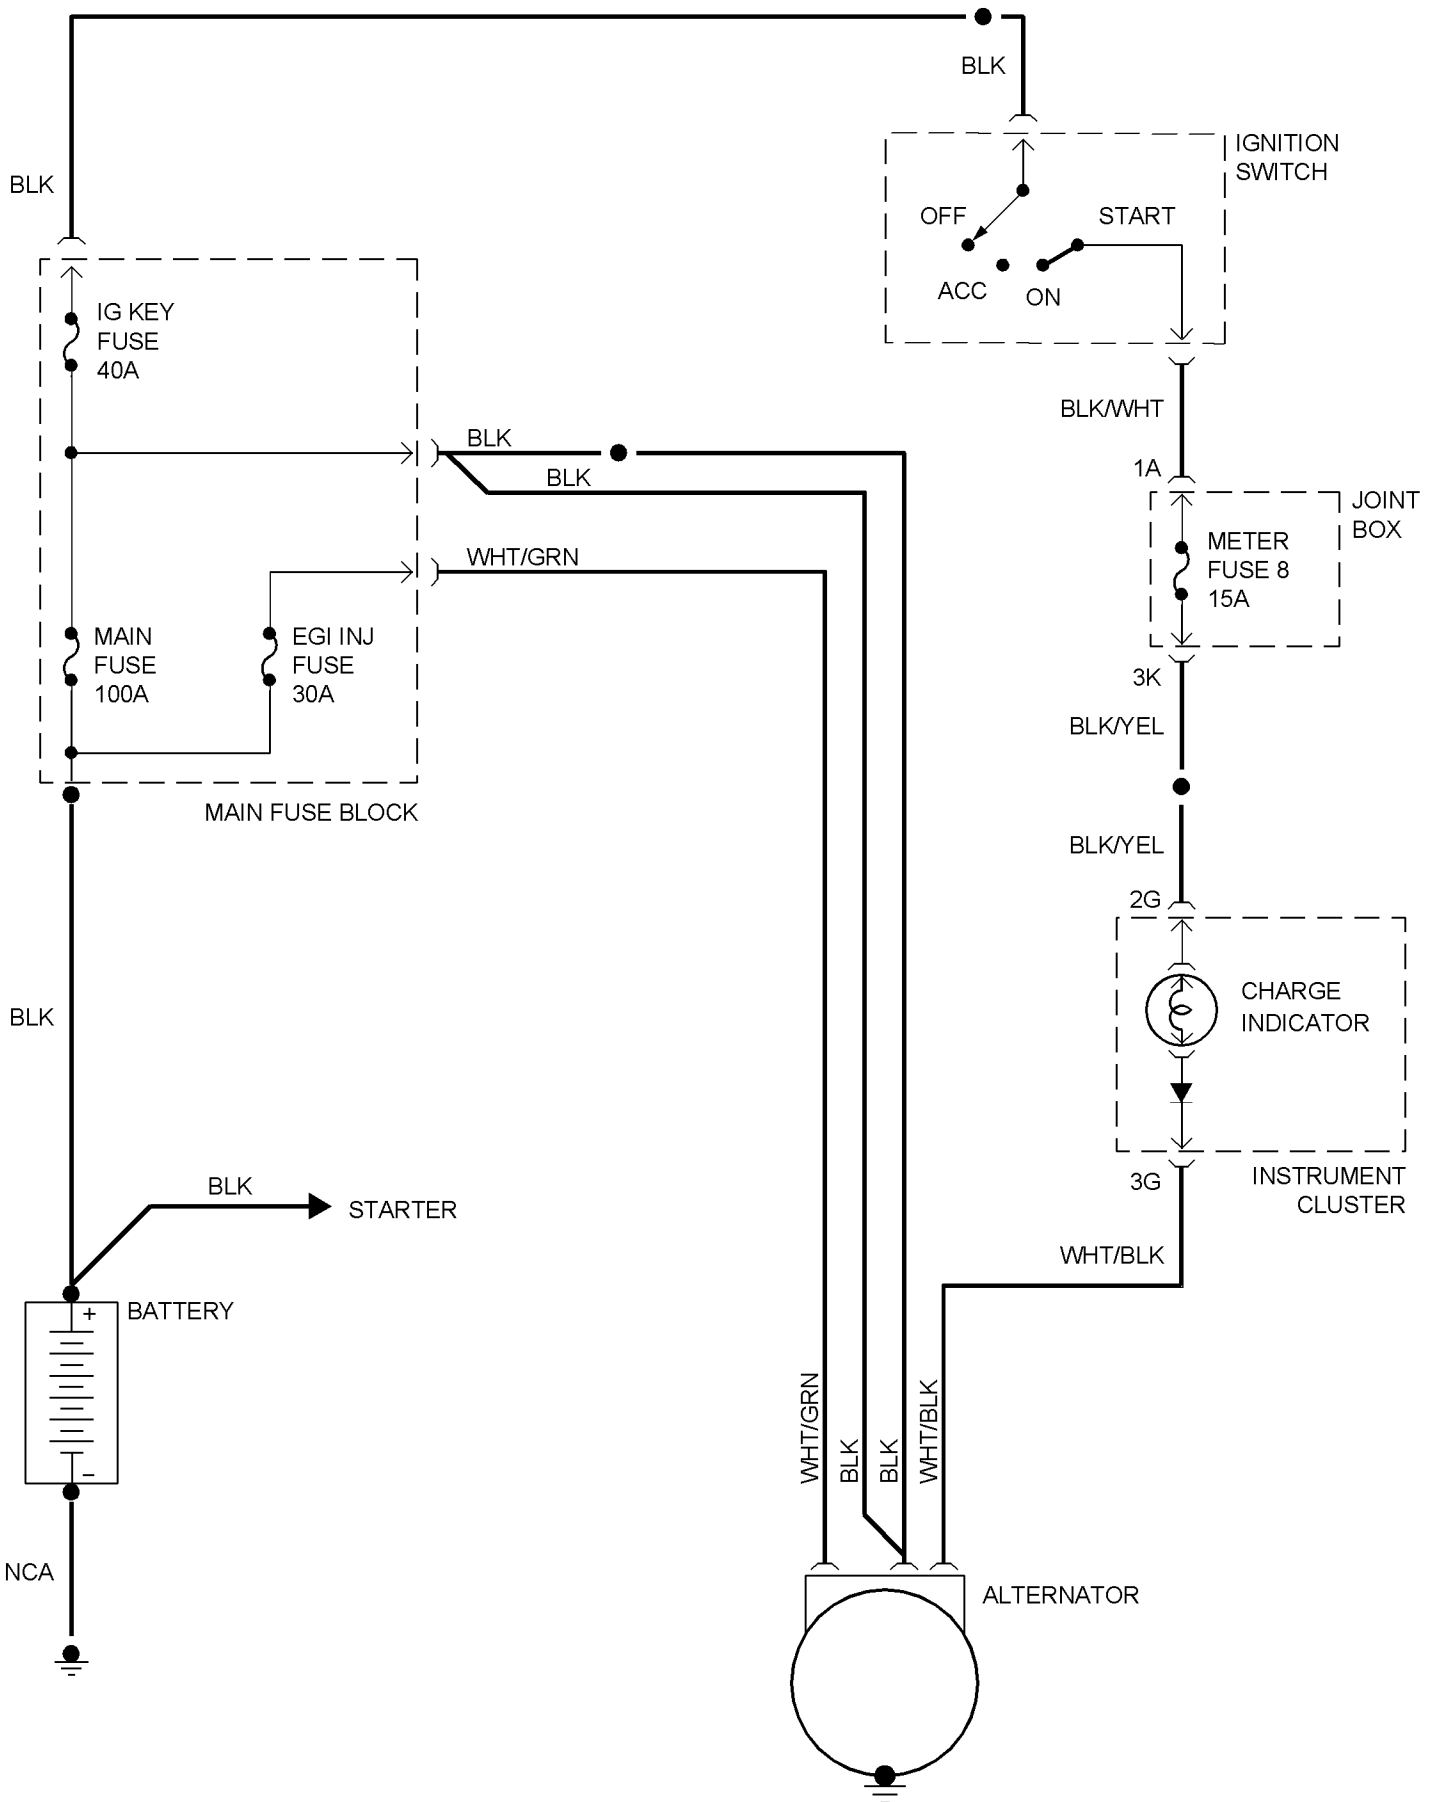 BLK
IGNITION
SWITCH
BLK
OFF
START
ACC
ON
IG KEY
FUSE
40A
BLK/WHT
BLK
BLK
1A
JOINT
BOX
METER
FUSE 8
15A
WHT/GRN
MAIN
FUSE
100A
EGI INJ
FUSE
30A
3K
BLK/YEL
MAIN FUSE BLOCK
BLK/YEL
2G
CHARGE
INDICATOR
BLK
3G
INSTRUMENT
CLUSTER
BLK
STARTER
WHT/BLK
+
BATTERY
–
WHT/GRN
BLK
BLK
WHT/BLK
NCA
ALTERNATOR